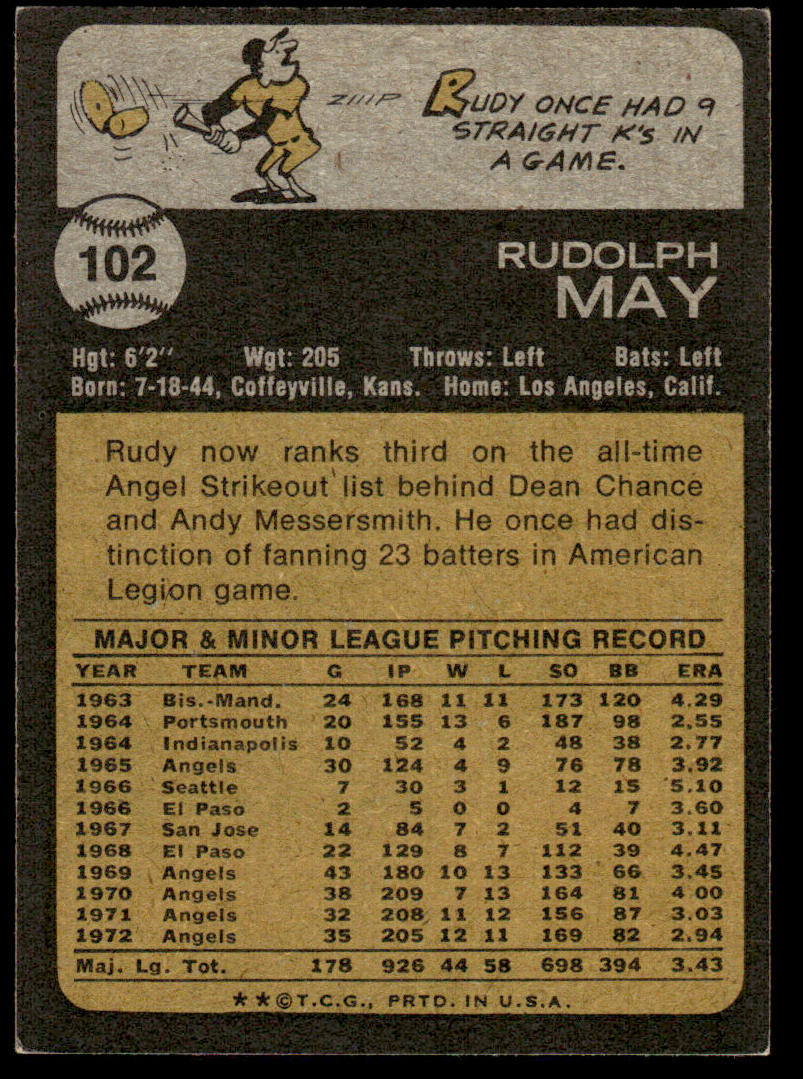 ZIIIP
RUDY ONCE HAD 9
STRAIGHT K'S IN
A GAME.
102
RUDOLPH
MAY
Hgt: 6'2" Wgt: 205 Throws: Left Bats: Left
Born: 7-18-44, Coffeyville, Kans. Home: Los Angeles, Calif.
Rudy now ranks third on the all-time
Angel Strikeout list behind Dean Chance
and Andy Messersmith. He once had dis-
tinction of fanning 23 batters in American
Legion game.
MAJOR & MINOR LEAGUE PITCHING RECORD
YEAR TEAM G IP W L SO BB ERA
1963 Bis.-Mand. 24 168 11 11 173 120 4.29
1964 Portsmouth 20 155 13 6 187 98 2.55
1964 Indianapolis 10 52 4 2 48 38 2.77
1965 Angels 30 124 4 9 76 78 3.92
1966 Seattle 7 30 3 1 12 15 5.10
1966 El Paso 2 5 0 0 4 7 3.60
1967 San Jose 14 84 7 2 51 40 3.11
1968 El Paso 22 129 8 7 112 39 4.47
1969 Angels 43 180 10 13 133 66 3.45
1970 Angels 38 209 7 13 164 81 4 00
1971 Angels 32 208 11 12 156 87 3.03
1972 Angels 35 205 12 11 169 82 2.94
Maj. Lg. Tot. 178 926 44 58 698 394 3.43
★★©T.C.G., PRTD. IN U.S.A.